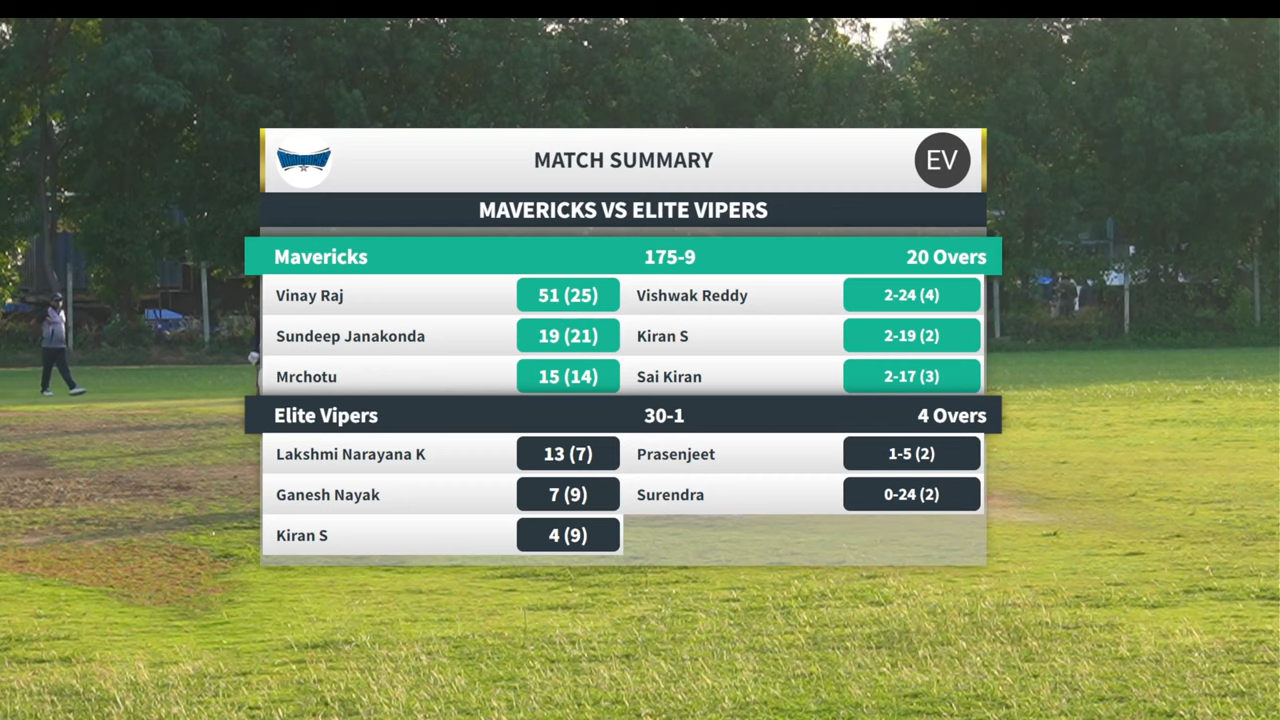 MATCH SUMMARY
EV
MAVERICKS VS ELITE VIPERS
Mavericks 175-9 20 Overs
Vinay Raj 51 (25) Vishwak Reddy 2-24 (4)
Sundeep Janakonda 19 (21) Kiran S 2-19 (2)
Mrchotu 15 (14) Sai Kiran 2-17 (3)
Elite Vipers 30-1 4 Overs
Lakshmi Narayana K 13 (7) Prasenjeet 1-5 (2)
Ganesh Nayak 7 (9) Surendra 0-24 (2)
Kiran S 4 (9)